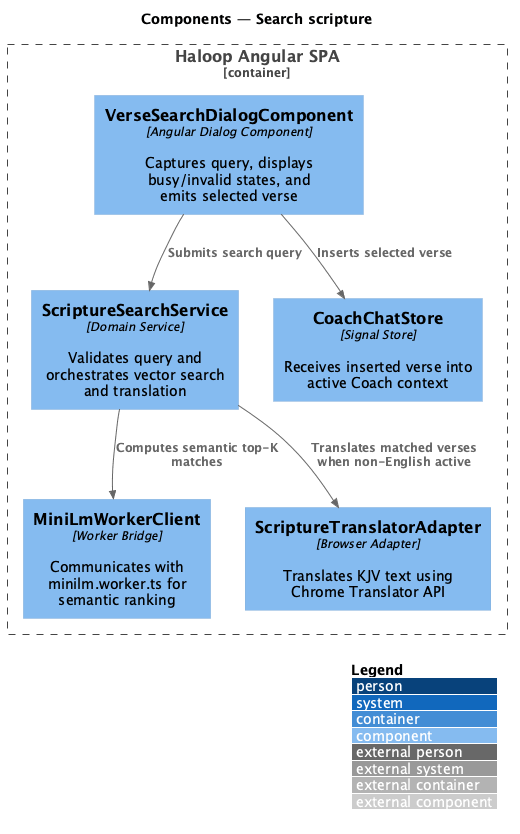 Components — Search scripture
Haloop Angular SPA
[container]
VerseSearchDialogComponent
[Angular Dialog Component]
Captures query, displays
busy/invalid states, and
emits selected verse
Submits search query
Inserts selected verse
ScriptureSearchService
[Domain Service]
Validates query and
orchestrates vector search
and translation
CoachChatStore
[Signal Store]
Receives inserted verse into
active Coach context
Computes semantic top-K
matches
Translates matched verses
when non-English active
MiniLmWorkerClient
[Worker Bridge]
Communicates with
minilm.worker.ts for
semantic ranking
ScriptureTranslatorAdapter
[Browser Adapter]
Translates KJV text using
Chrome Translator API
Legend
person
system
container
component
external person
external system
external container
external component